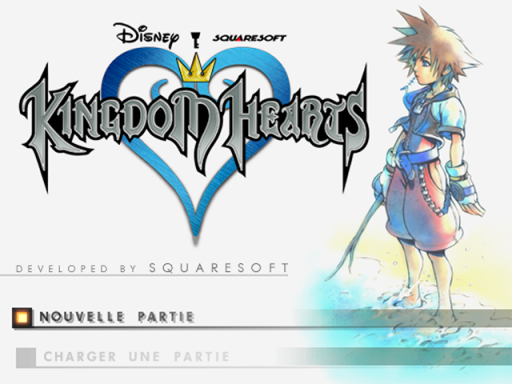 Disney SQUARESOFT
KINGDOM HEARTS
DEVELOPED BY SQUARESOFT
NOUVELLE PARTIE
CHARGER UNE PARTIE